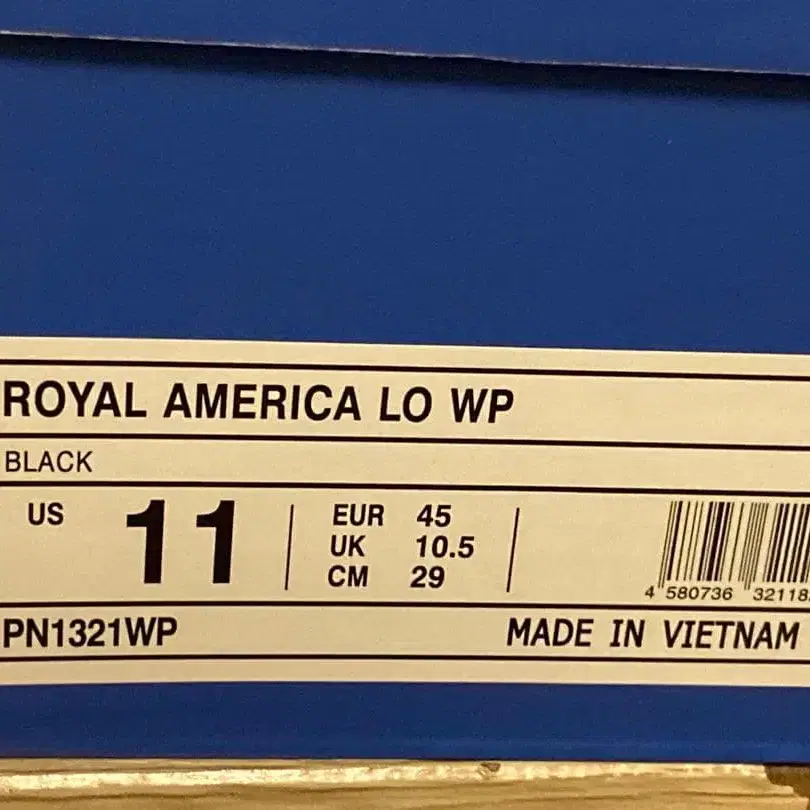 ROYAL AMERICA LO WP
BLACK
US 11
EUR 45
UK 10.5
CM 29
4 580736 32118
PN1321WP
MADE IN VIETNAM